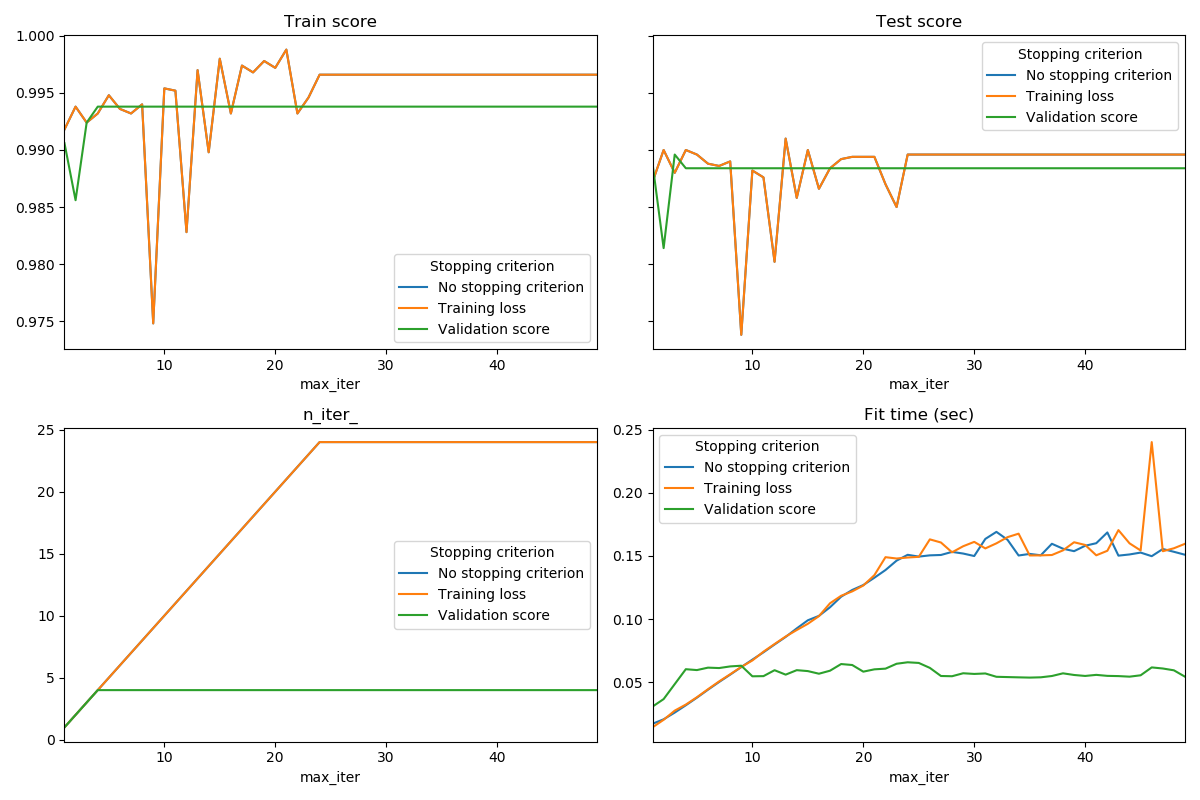 Train score
1.000
0.995
0.990
0.985
0.980
0.975
Stopping criterion
No stopping criterion
Training loss
Validation score
10
20
30
40
max_iter
Test score
Stopping criterion
No stopping criterion
Training loss
Validation score
10
20
30
40
max_iter
n_iter_
25
20
15
10
5
0
Stopping criterion
No stopping criterion
Training loss
Validation score
10
20
30
40
max_iter
Fit time (sec)
0.25
0.20
0.15
0.10
0.05
Stopping criterion
No stopping criterion
Training loss
Validation score
10
20
30
40
max_iter